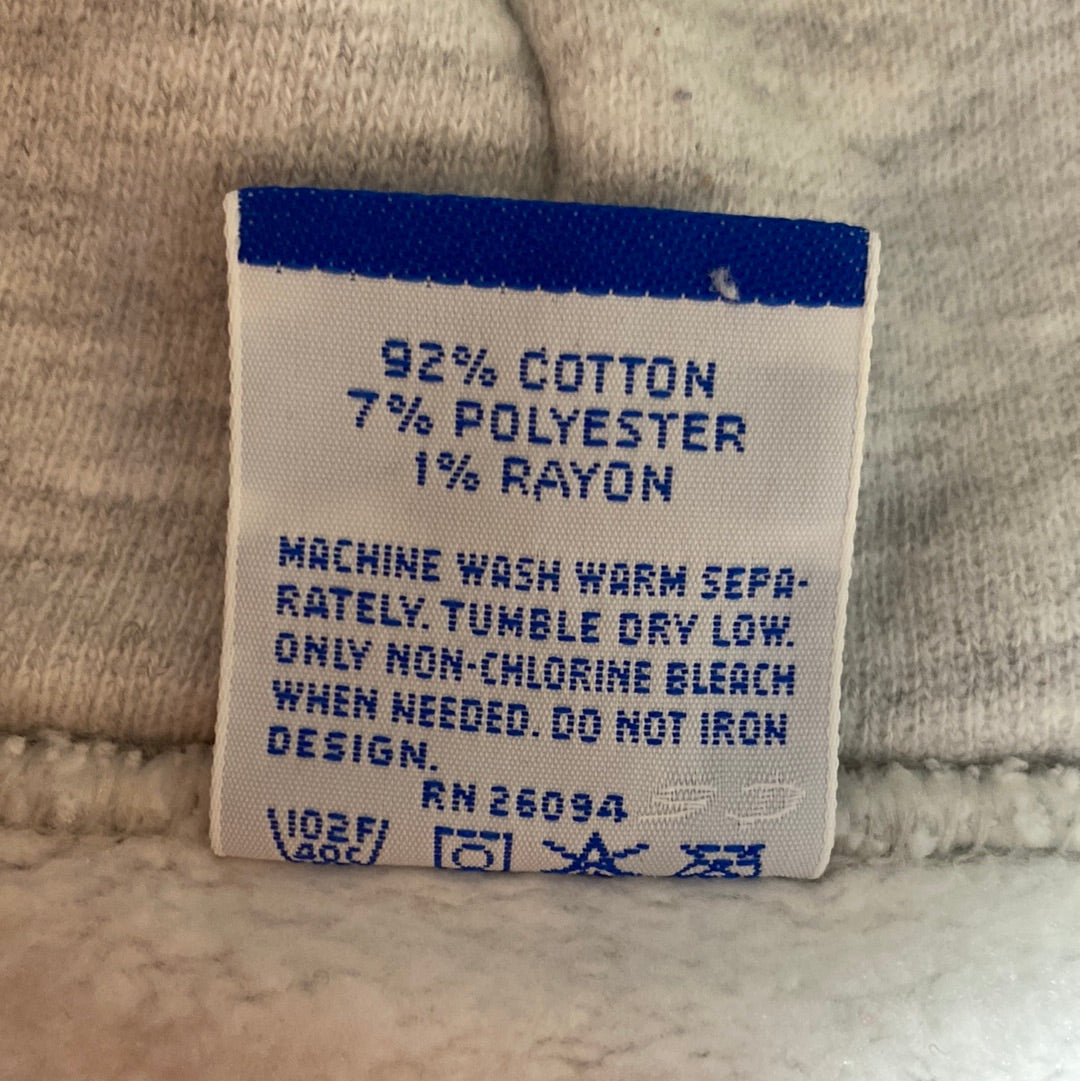 92% COTTON
7% POLYESTER
1% RAYON
MACHINE WASH WARM SEPA-
RATELY. TUMBLE DRY LOW.
ONLY NON-CHLORINE BLEACH
WHEN NEEDED. DO NOT IRON
DESIGN.
RN 26094
102F
40C